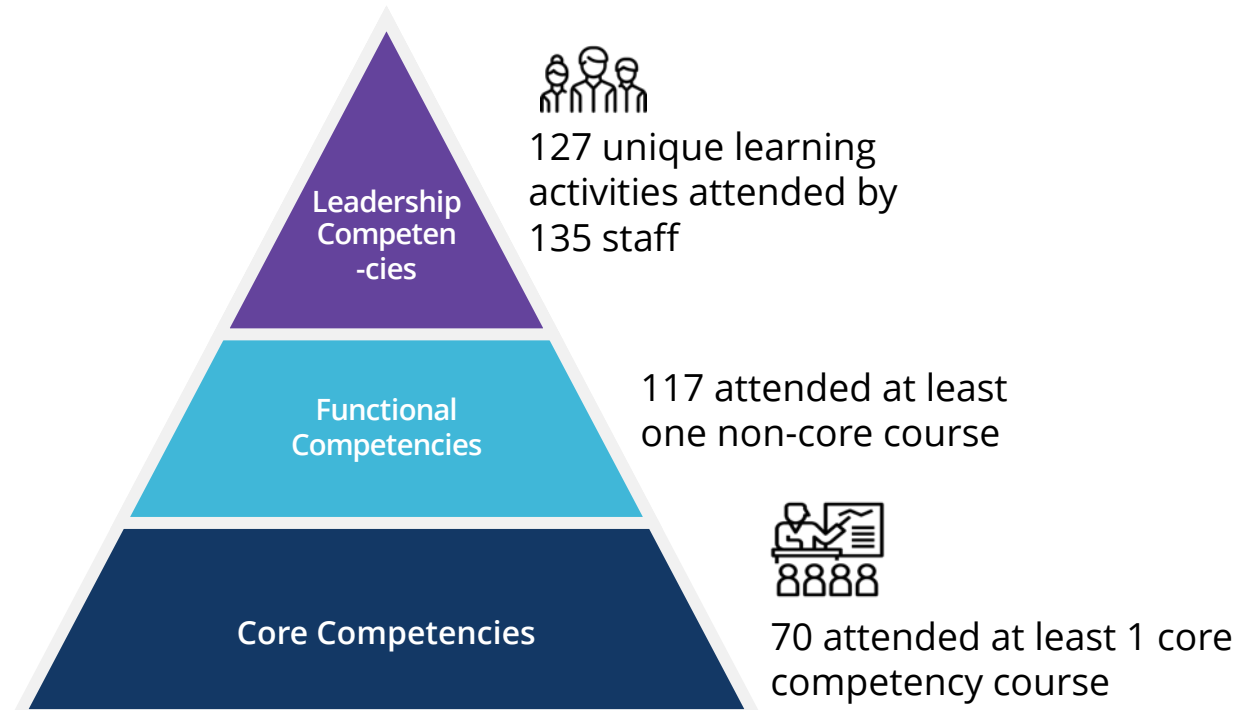 Leadership
Competen
-cies
127 unique learning
activities attended by
135 staff
Functional
Competencies
117 attended at least
one non-core course
Core Competencies
70 attended at least 1 core
competency course